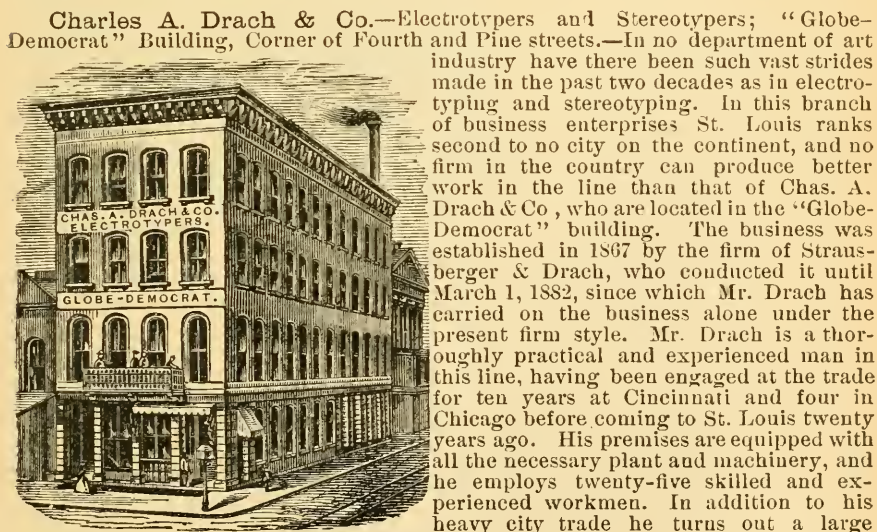 Charles A. Drach & Co.—Electrotypers and Stereotypers; "Globe-
Democrat" Building, Corner of Fourth and Pine streets.—In no department of art
industry have there been such vast strides
made in the past two decades as in electro-
typing and stereotyping. In this branch
of business enterprises St. Louis ranks
second to no city on the continent, and no
firm in the country can produce better
work in the line than that of Chas. A.
Drach & Co , who are located in the "Globe-
Democrat" building. The business was
established in 1867 by the firm of Straus-
berger & Drach, who conducted it until
March 1, 1882, since which Mr. Drach has
carried on the business alone under the
present firm style. Mr. Drach is a thor-
oughly practical and experienced man in
this line, having been engaged at the trade
for ten years at Cincinnati and four in
Chicago before coming to St. Louis twenty
years ago. His premises are equipped with
all the necessary plant and machinery, and
he employs twenty-five skilled and ex-
perienced workmen. In addition to his
heavy city trade he turns out a large
CHAS. A. DRACH & CO.
ELECTROTYPERS.
GLOBE-DEMOCRAT.